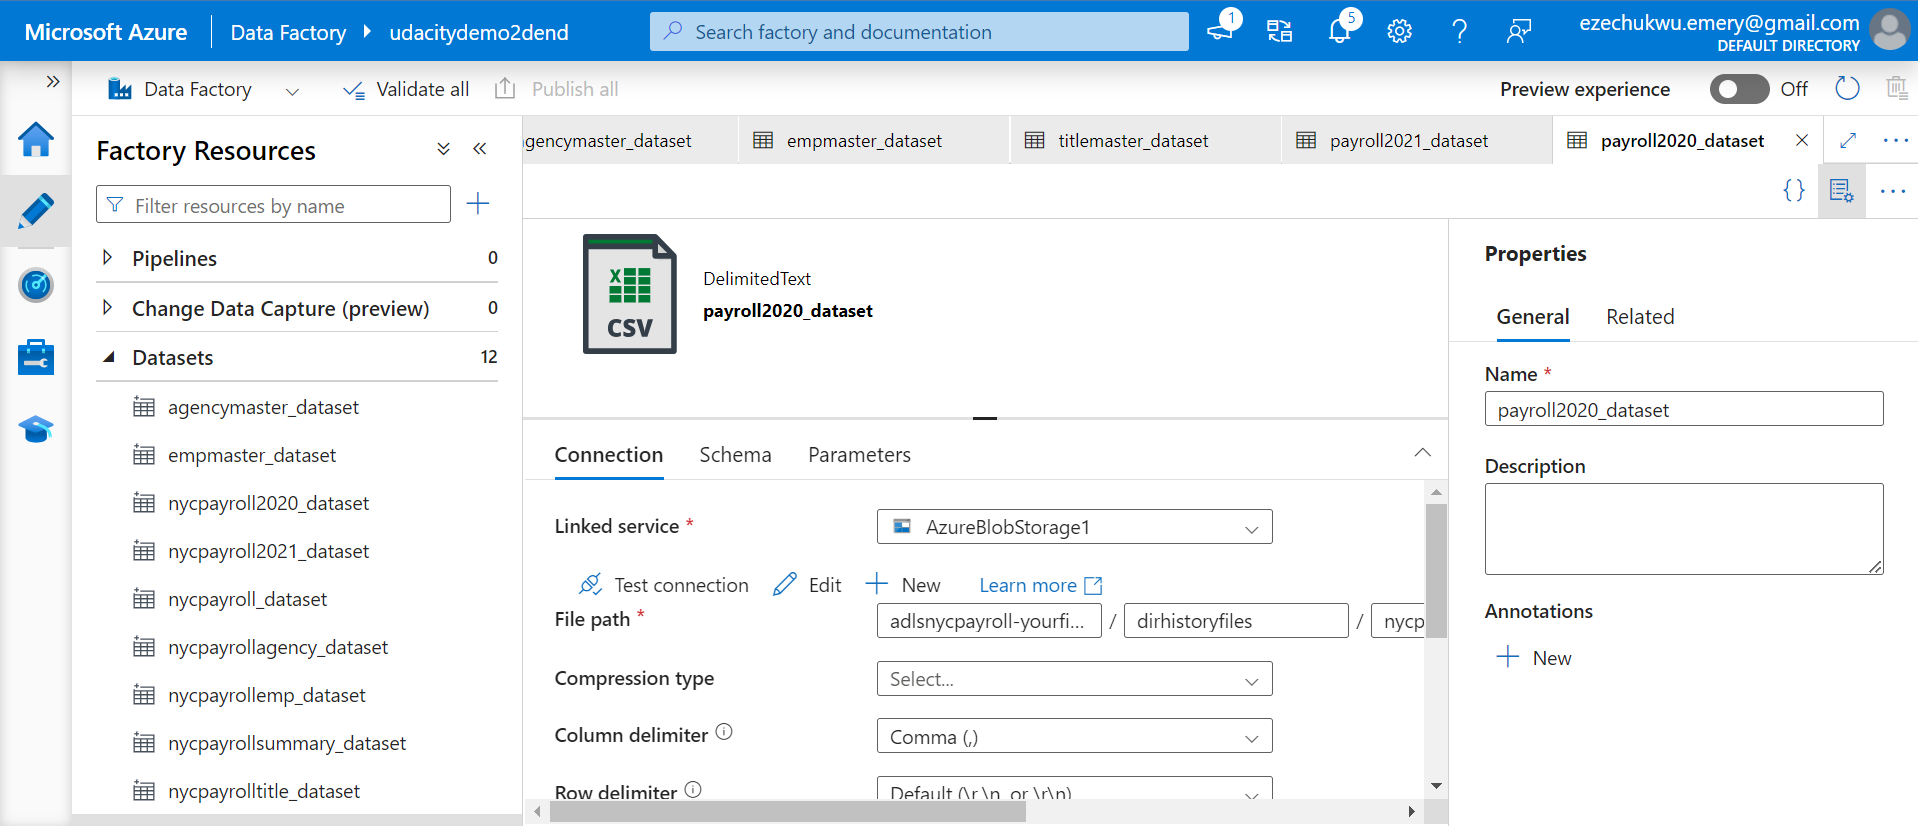 Microsoft Azure
Data Factory
udacitydemo2dend
Search factory and documentation
1
5
ezechukwu.emery@gmail.com
DEFAULT DIRECTORY
Data Factory
Validate all
Publish all
Preview experience
Off
Factory Resources
Filter resources by name
Pipelines 0
Change Data Capture (preview) 0
Datasets 12
agencymaster_dataset
empmaster_dataset
nycpayroll2020_dataset
nycpayroll2021_dataset
nycpayroll_dataset
nycpayrollagency_dataset
nycpayrollemp_dataset
nycpayrollsummary_dataset
nycpayrolltitle_dataset
gencymaster_dataset
empmaster_dataset
titlemaster_dataset
payroll2021_dataset
payroll2020_dataset
{}
X
CSV
DelimitedText
payroll2020_dataset
Connection
Schema
Parameters
Linked service *
AzureBlobStorage1
Test connection
Edit
New
Learn more
File path *
adlsnycpayroll-yourfi... / dirhistoryfiles / nycp
Compression type
Select...
Column delimiter
Comma (,)
Row delimiter
Default (\r,\n, or \r\n)
Properties
General
Related
Name *
payroll2020_dataset
Description
Annotations
New